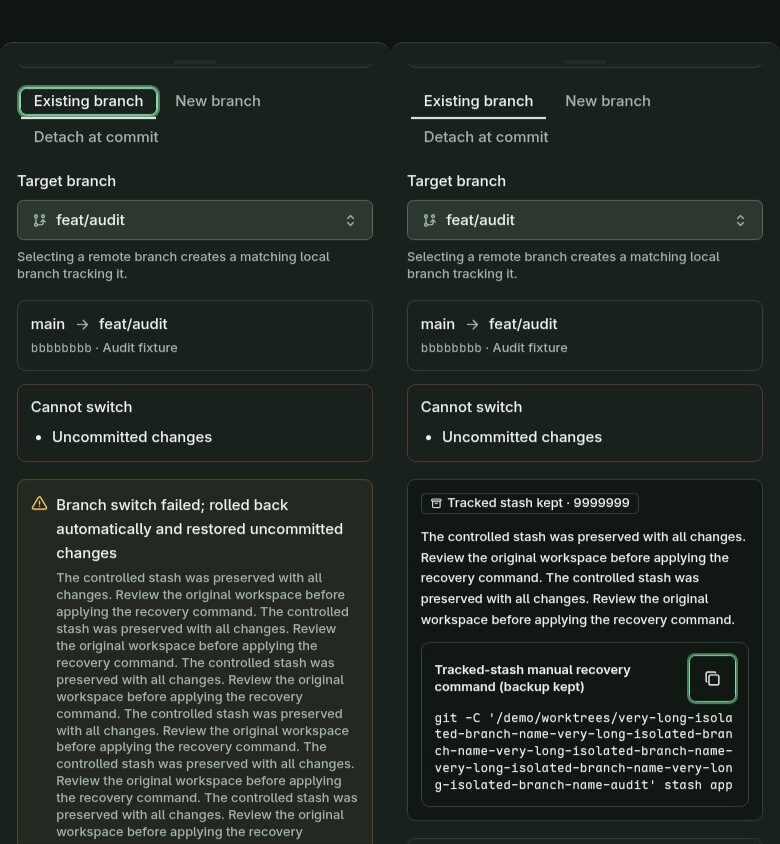 Existing branch
New branch
Detach at commit
Target branch
feat/audit
Selecting a remote branch creates a matching local
branch tracking it.
main → feat/audit
bbbbbbbb · Audit fixture
Cannot switch
• Uncommitted changes
Branch switch failed; rolled back
automatically and restored uncommitted
changes
The controlled stash was preserved with all
changes. Review the original workspace before
applying the recovery command. The controlled
stash was preserved with all changes. Review
the original workspace before applying the
recovery command. The controlled stash was
preserved with all changes. Review the original
workspace before applying the recovery
command. The controlled stash was preserved
with all changes. Review the original workspace
before applying the recovery command. The
controlled stash was preserved with all changes.
Review the original workspace before applying
the recovery command. The controlled stash was
preserved with all changes. Review the original
workspace before applying the recovery
Existing branch
New branch
Detach at commit
Target branch
feat/audit
Selecting a remote branch creates a matching local
branch tracking it.
main → feat/audit
bbbbbbbb · Audit fixture
Cannot switch
• Uncommitted changes
Tracked stash kept · 9999999
The controlled stash was preserved with all changes.
Review the original workspace before applying the
recovery command. The controlled stash was
preserved with all changes. Review the original
workspace before applying the recovery command.
Tracked-stash manual recovery
command (backup kept)
git -C '/demo/worktrees/very-long-isola
ted-branch-name-very-long-isolated-bran
ch-name-very-long-isolated-branch-name-
very-long-isolated-branch-name-very-lon
g-isolated-branch-name-audit' stash app